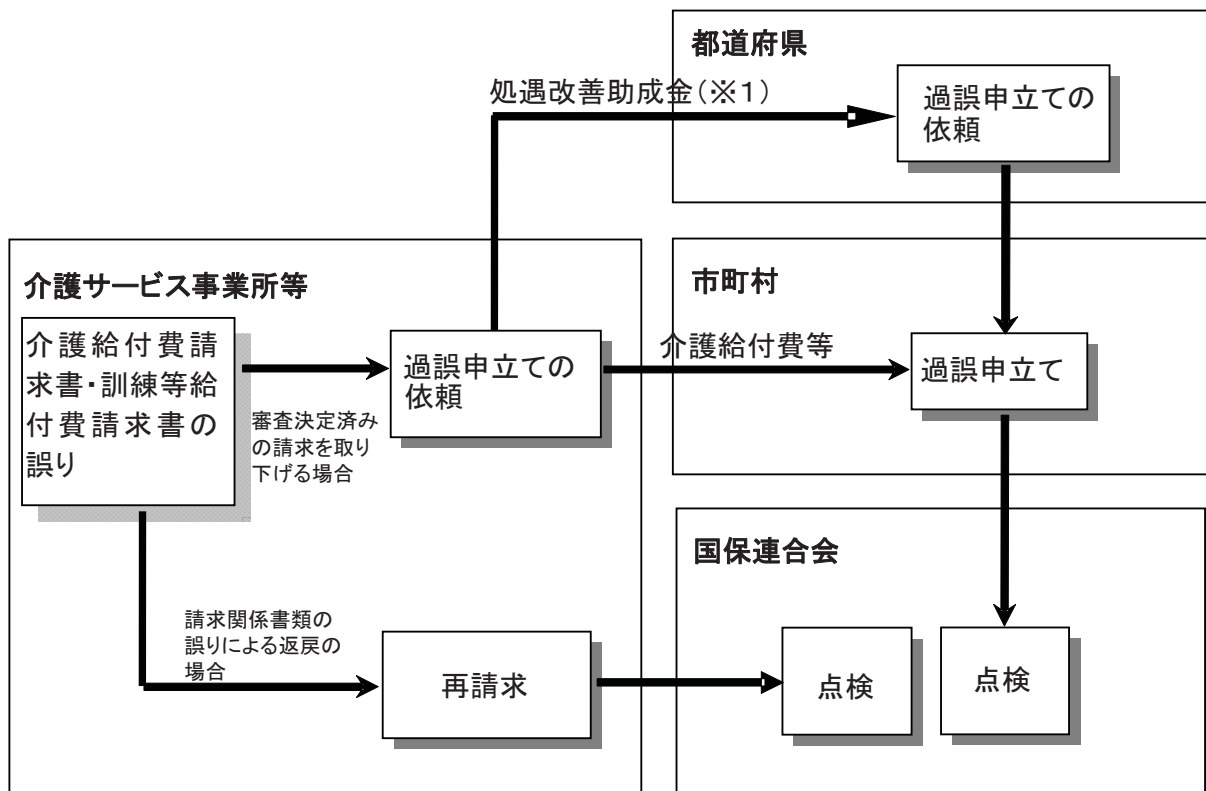 都道府県
処遇改善助成金(※1)
過誤申立ての
依頼
介護サービス事業所等
市町村
介護給付費請
求書・訓練等給
付費請求書の
誤り
過誤申立ての
依頼
介護給付費等
過誤申立て
審査決定済み
の請求を取り
下げる場合
国保連合会
請求関係書類の
誤りによる返戻の
場合
再請求
点検
点検